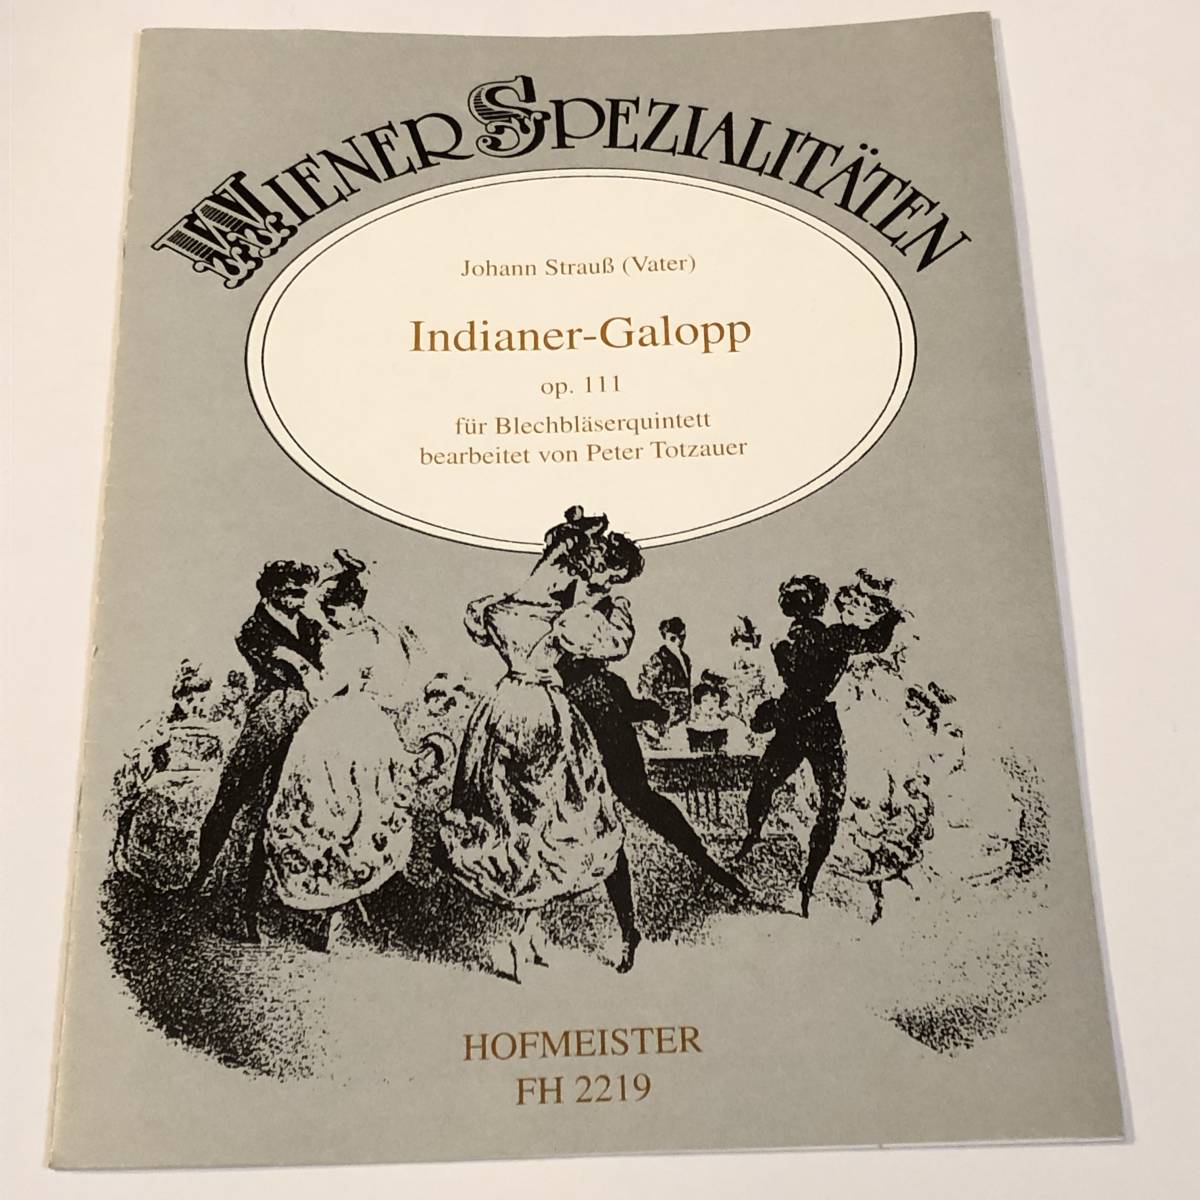 WIENER SPEZIALITÄTEN
Johann Strauß (Vater)
Indianer-Galopp
op. 111
für Blechbläserquintett
bearbeitet von Peter Totzauer
HOFMEISTER
FH 2219